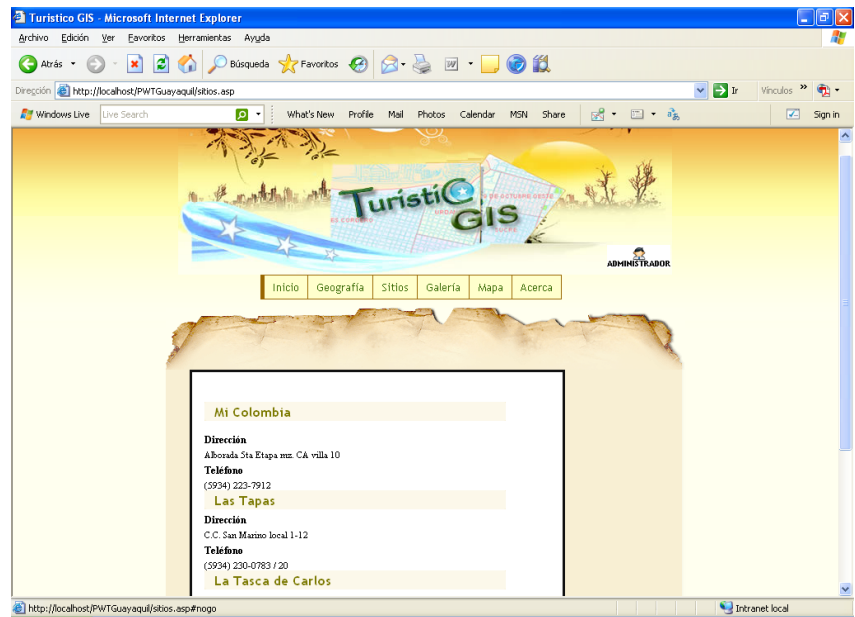 Turistico GIS - Microsoft Internet Explorer
Archivo Edición Ver Favoritos Herramientas Ayuda
Atrás Búsqueda Favoritos
Dirección http://localhost/PWTGuayaquil/sitios.asp Ir Vínculos »
Windows Live Live Search What's New Profile Mail Photos Calendar MSN Share Sign in
Turístico
GIS
ADMINISTRADOR
Inicio Geografía Sitios Galería Mapa Acerca
Mi Colombia
Dirección
Alborada 5ta Etapa mz. CA villa 10
Teléfono
(5934) 223-7912
Las Tapas
Dirección
C.C. San Marino local 1-12
Teléfono
(5934) 230-0783 / 20
La Tasca de Carlos
http://localhost/PWTGuayaquil/sitios.asp#nogo Intranet local